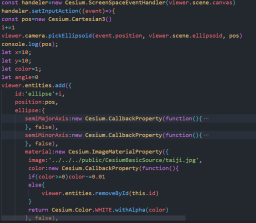 const handler=new Cesium.ScreenSpaceEventHandler(viewer.scene.canvas)
handeler.setInputAction((event)=>{
const pos=new Cesium.Cartesian3()
i+=1
viewer.camera.pickEllipsoid(event.position, viewer.scene.ellipsoid, pos)
console.log(pos);
let x=10;
let y=10;
let color=1;
let angle=0
viewer.entities.add({
id:'ellipse'+i,
position:pos,
ellipse:{
semiMajorAxis:new Cesium.CallbackProperty(function(){
}, false),
semiMinorAxis:new Cesium.CallbackProperty(function(){
}, false),
material:new Cesium.ImageMaterialProperty({
image:'../../../public/CesiumBasicSource/taiji.jpg',
color:new Cesium.CallbackProperty(function(){
if(color>=0)color-=0.01
else{
viewer.entities.removeById(this.id)
}
return Cesium.Color.WHITE.withAlpha(color)
}, false),